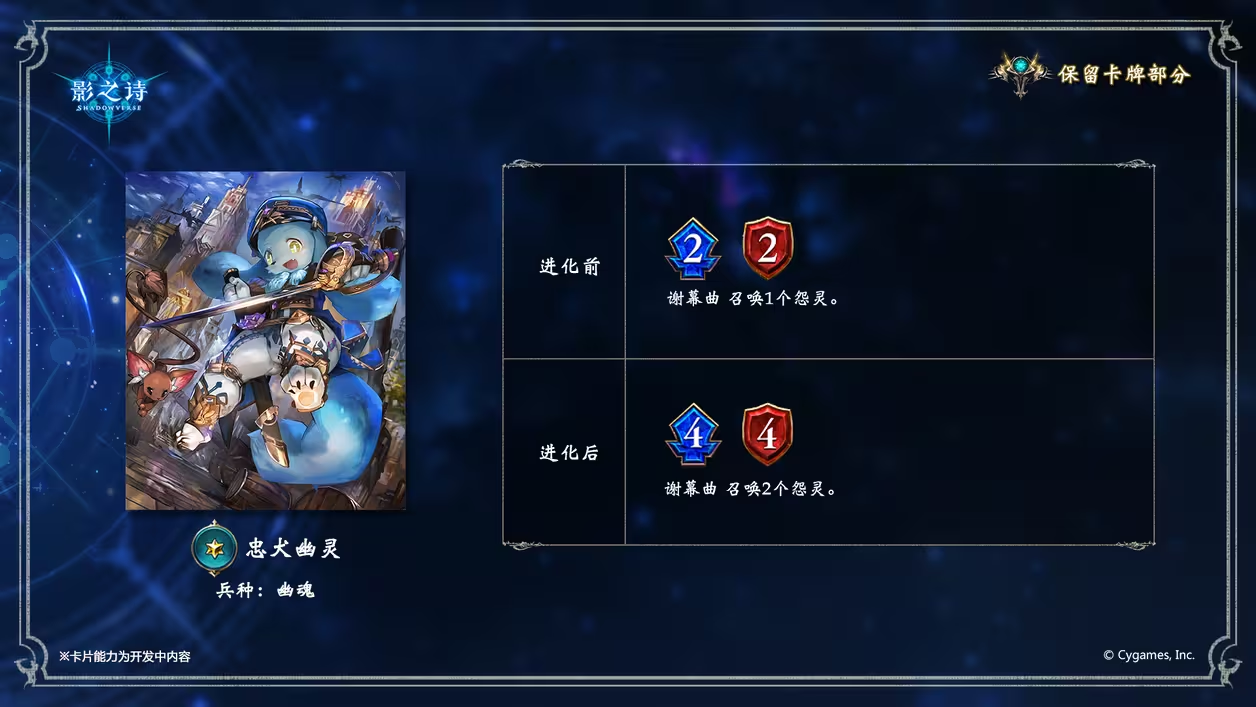 影之诗
SHADOWVERSE
保留卡牌部分
进化前
2 2
谢幕曲 召唤1个怨灵。
进化后
4 4
谢幕曲 召唤2个怨灵。
忠犬幽灵
兵种：幽魂
※卡片能力为开发中内容
© Cygames, Inc.